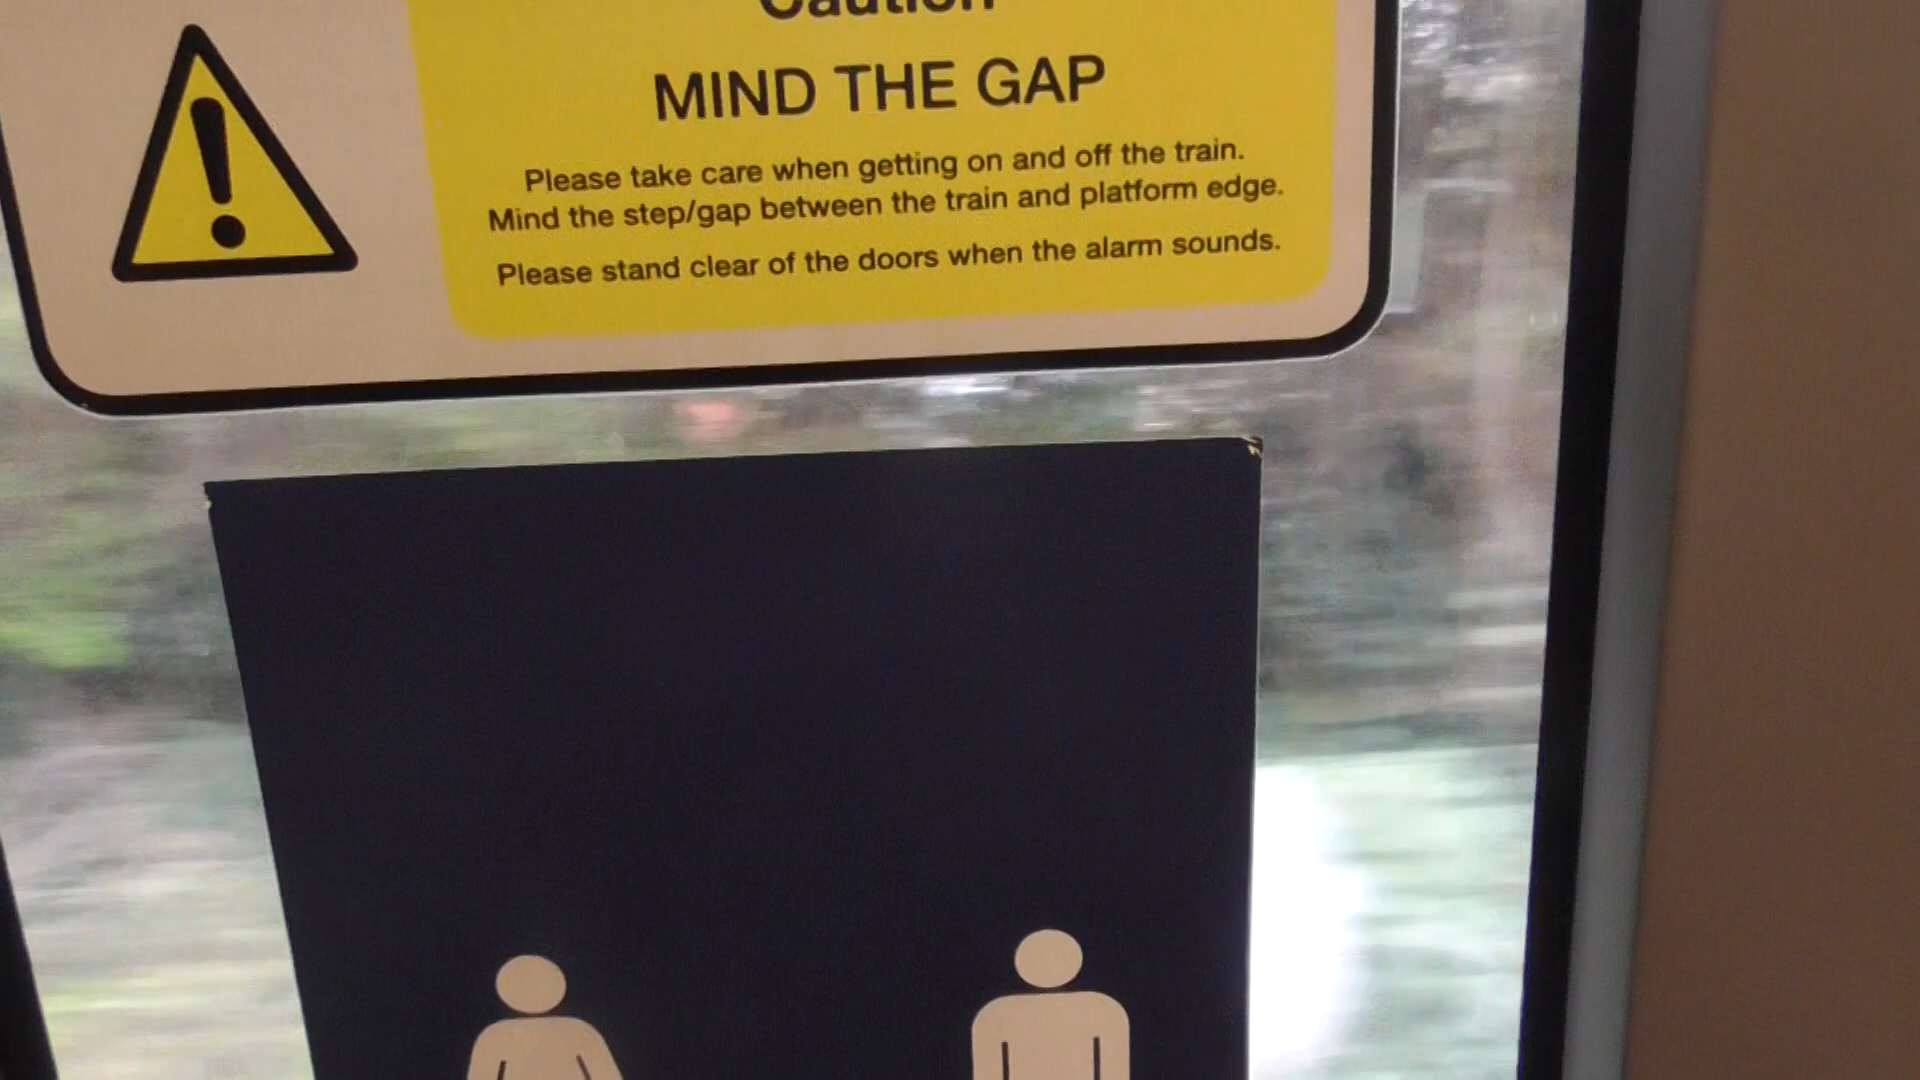 Caution
MIND THE GAP
Please take care when getting on and off the train.
Mind the step/gap between the train and platform edge.
Please stand clear of the doors when the alarm sounds.